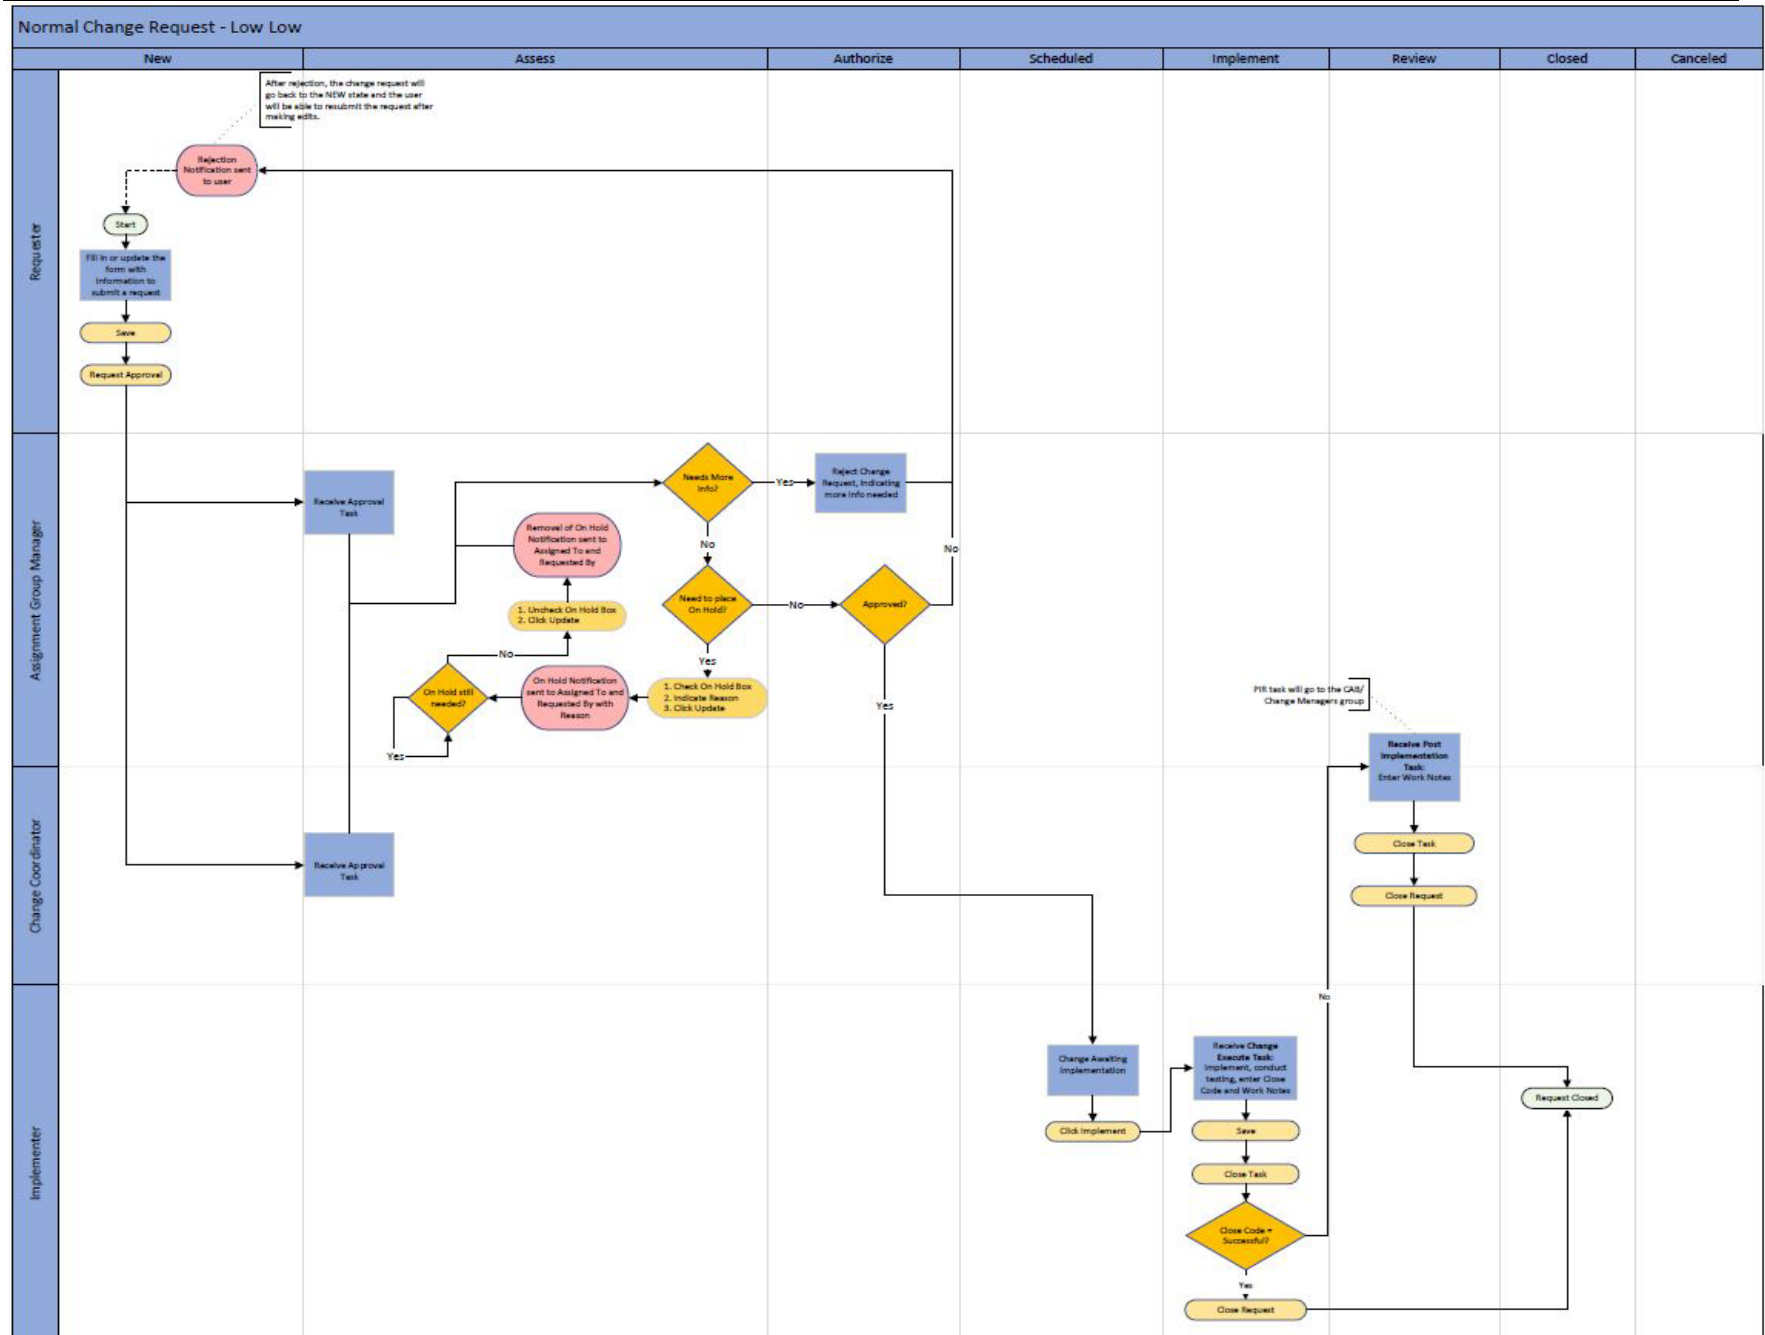 Normal Change Request - Low Low
New
Assess
Authorize
Scheduled
Implement
Review
Closed
Canceled
Requester
After rejection, the change request will
go back to the NEW state and the user
will be able to resubmit the request after
making edits.
Rejection
Notification sent
to user
Start
Fill in or update the
form with
information to
submit a request
Save
Request Approval
Assignment Group Manager
Receive Approval
Task
Needs More
Info?
Yes
Reject Change
Request, indicating
more info needed
No
Removal of On Hold
Notification sent to
Assigned To and
Requested By
No
1. Uncheck On Hold Box
2. Click Update
Need to place
On Hold?
No
Approved?
No
Yes
On Hold still
needed?
On Hold Notification
sent to Assigned To and
Requested By with
Reason
1. Check On Hold Box
2. Indicate Reason
3. Click Update
Yes
Yes
PIR task will go to the CAB/
Change Managers group
Receive Post
Implementation
Task:
Enter Work Notes
Change Coordinator
Receive Approval
Task
Close Task
Close Request
No
Implementer
Change Awaiting
Implementation
Click Implement
Receive Change
Execute Task:
Implement, conduct
testing, enter Close
Code and Work Notes
Save
Close Task
Close Code =
Successful?
Yes
Close Request
Request Closed